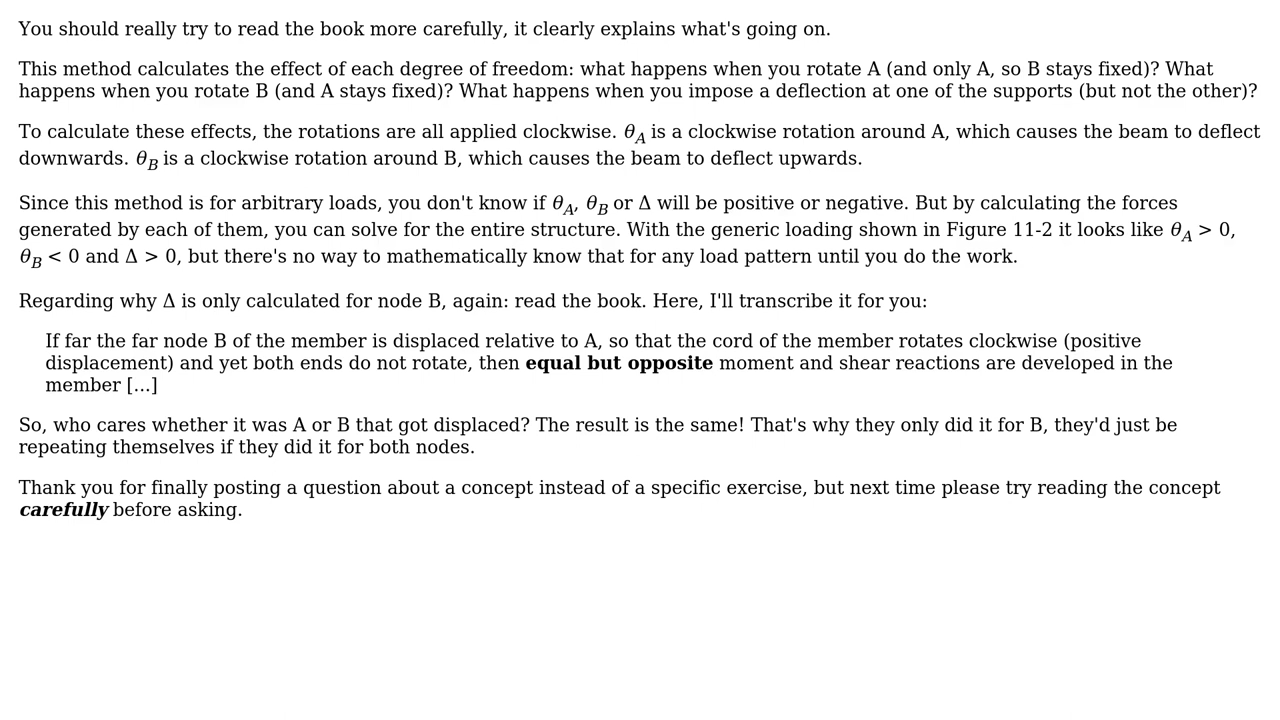 You should really try to read the book more carefully, it clearly explains what's going on.
This method calculates the effect of each degree of freedom: what happens when you rotate A (and only A, so B stays fixed)? What
happens when you rotate B (and A stays fixed)? What happens when you impose a deflection at one of the supports (but not the other)?
To calculate these effects, the rotations are all applied clockwise. θ_A is a clockwise rotation around A, which causes the beam to deflect
downwards. θ_B is a clockwise rotation around B, which causes the beam to deflect upwards.
Since this method is for arbitrary loads, you don't know if θ_A, θ_B or Δ will be positive or negative. But by calculating the forces
generated by each of them, you can solve for the entire structure. With the generic loading shown in Figure 11-2 it looks like θ_A > 0,
θ_B < 0 and Δ > 0, but there's no way to mathematically know that for any load pattern until you do the work.
Regarding why Δ is only calculated for node B, again: read the book. Here, I'll transcribe it for you:
If far the far node B of the member is displaced relative to A, so that the cord of the member rotates clockwise (positive
displacement) and yet both ends do not rotate, then equal but opposite moment and shear reactions are developed in the
member [...]
So, who cares whether it was A or B that got displaced? The result is the same! That's why they only did it for B, they'd just be
repeating themselves if they did it for both nodes.
Thank you for finally posting a question about a concept instead of a specific exercise, but next time please try reading the concept
carefully before asking.